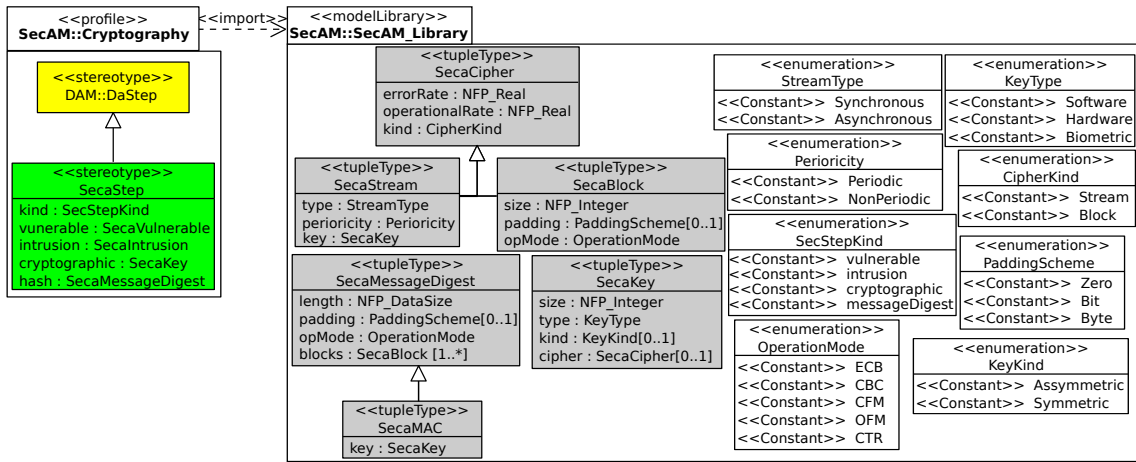 <<profile>>
SecAM::Cryptography
<<import>>
<<modelLibrary>>
SecAM::SecAM_Library
<<stereotype>>
DAM::DaStep
<<stereotype>>
SecaStep
kind : SecStepKind
vunerable : SecaVulnerable
intrusion : SecaIntrusion
cryptographic : SecaKey
hash : SecaMessageDigest
<<tupleType>>
SecaCipher
errorRate : NFP_Real
operationalRate : NFP_Real
kind : CipherKind
<<tupleType>>
SecaStream
type : StreamType
perioricity : Perioricity
key : SecaKey
<<tupleType>>
SecaBlock
size : NFP_Integer
padding : PaddingScheme[0..1]
opMode : OperationMode
<<tupleType>>
SecaMessageDigest
length : NFP_DataSize
padding : PaddingScheme[0..1]
opMode : OperationMode
blocks : SecaBlock [1..*]
<<tupleType>>
SecaKey
size : NFP_Integer
type : KeyType
kind : KeyKind[0..1]
cipher : SecaCipher[0..1]
<<tupleType>>
SecaMAC
key : SecaKey
<<enumeration>>
StreamType
<<Constant>> Synchronous
<<Constant>> Asynchronous
<<enumeration>>
Perioricity
<<Constant>> Periodic
<<Constant>> NonPeriodic
<<enumeration>>
SecStepKind
<<Constant>> vulnerable
<<Constant>> intrusion
<<Constant>> cryptographic
<<Constant>> messageDigest
<<enumeration>>
OperationMode
<<Constant>> ECB
<<Constant>> CBC
<<Constant>> CFM
<<Constant>> OFM
<<Constant>> CTR
<<enumeration>>
KeyType
<<Constant>> Software
<<Constant>> Hardware
<<Constant>> Biometric
<<enumeration>>
CipherKind
<<Constant>> Stream
<<Constant>> Block
<<enumeration>>
PaddingScheme
<<Constant>> Zero
<<Constant>> Bit
<<Constant>> Byte
<<enumeration>>
KeyKind
<<Constant>> Assymmetric
<<Constant>> Symmetric